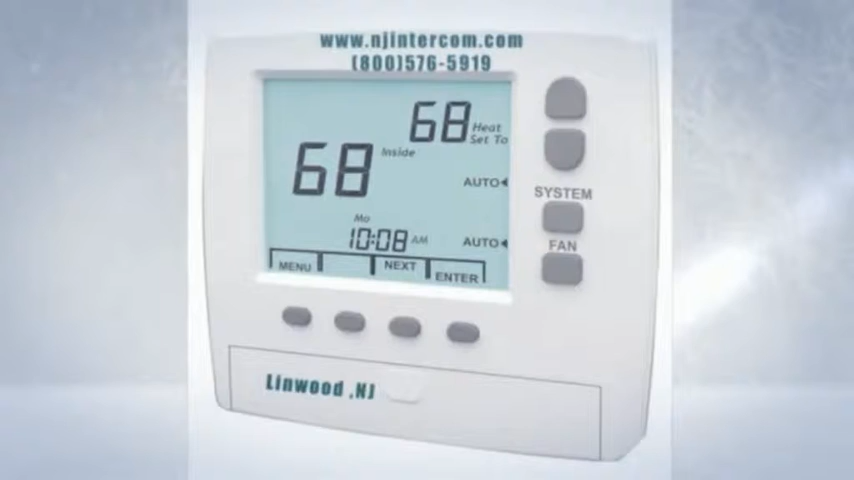 www.njintercom.com
(800)576-5919
68 Heat
Set To
68 Inside
AUTO
SYSTEM
Mo
10:08 AM
AUTO
FAN
MENU NEXT ENTER
Linwood ,NJ